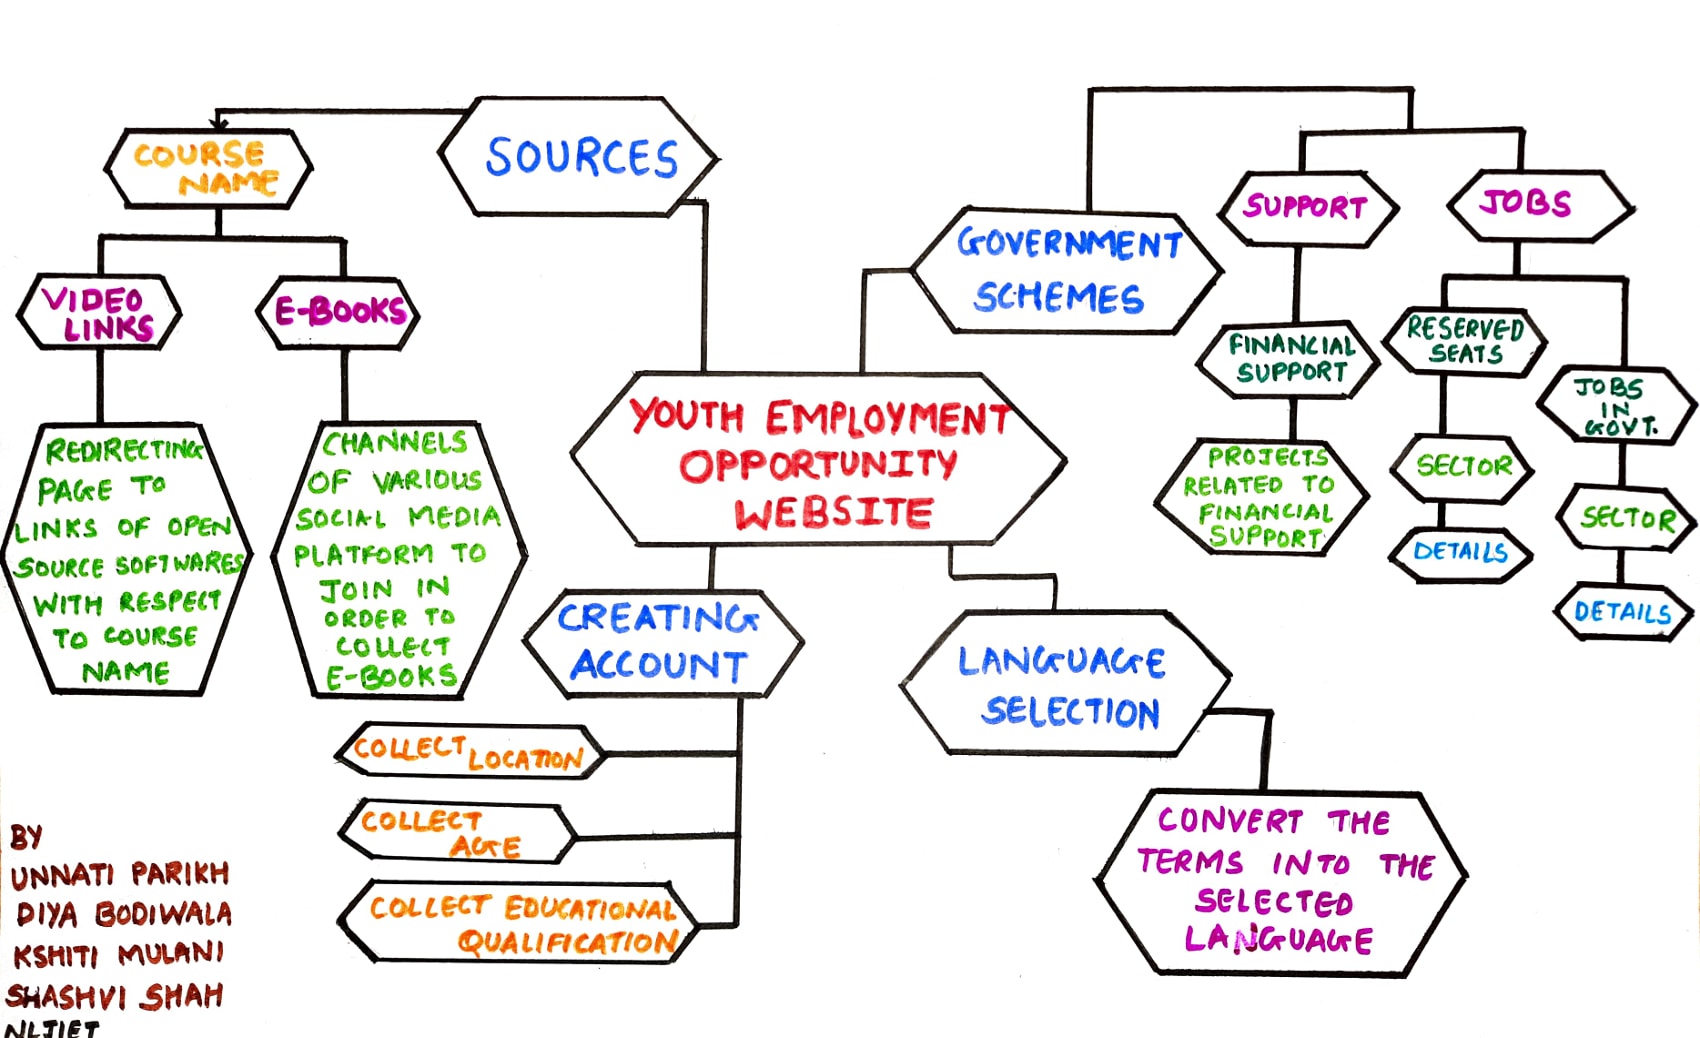 SOURCES
COURSE
NAME
VIDEO
LINKS
E-BOOKS
REDIRECTING
PAGE TO
LINKS OF OPEN
SOURCE SOFTWARES
WITH RESPECT
TO COURSE
NAME
CHANNELS
OF VARIOUS
SOCIAL MEDIA
PLATFORM TO
JOIN IN
ORDER TO
COLLECT
E-BOOKS
GOVERNMENT
SCHEMES
SUPPORT
JOBS
FINANCIAL
SUPPORT
PROJECTS
RELATED TO
FINANCIAL
SUPPORT
RESERVED
SEATS
SECTOR
DETAILS
JOBS
IN
GOVT.
SECTOR
DETAILS
YOUTH EMPLOYMENT
OPPORTUNITY
WEBSITE
CREATING
ACCOUNT
COLLECT LOCATION
COLLECT
AGE
COLLECT EDUCATIONAL
QUALIFICATION
LANGUAGE
SELECTION
CONVERT THE
TERMS INTO THE
SELECTED
LANGUAGE
BY
UNNATI PARIKH
DIYA BODIWALA
KSHITI MULANI
SHASHVI SHAH
NLJIET